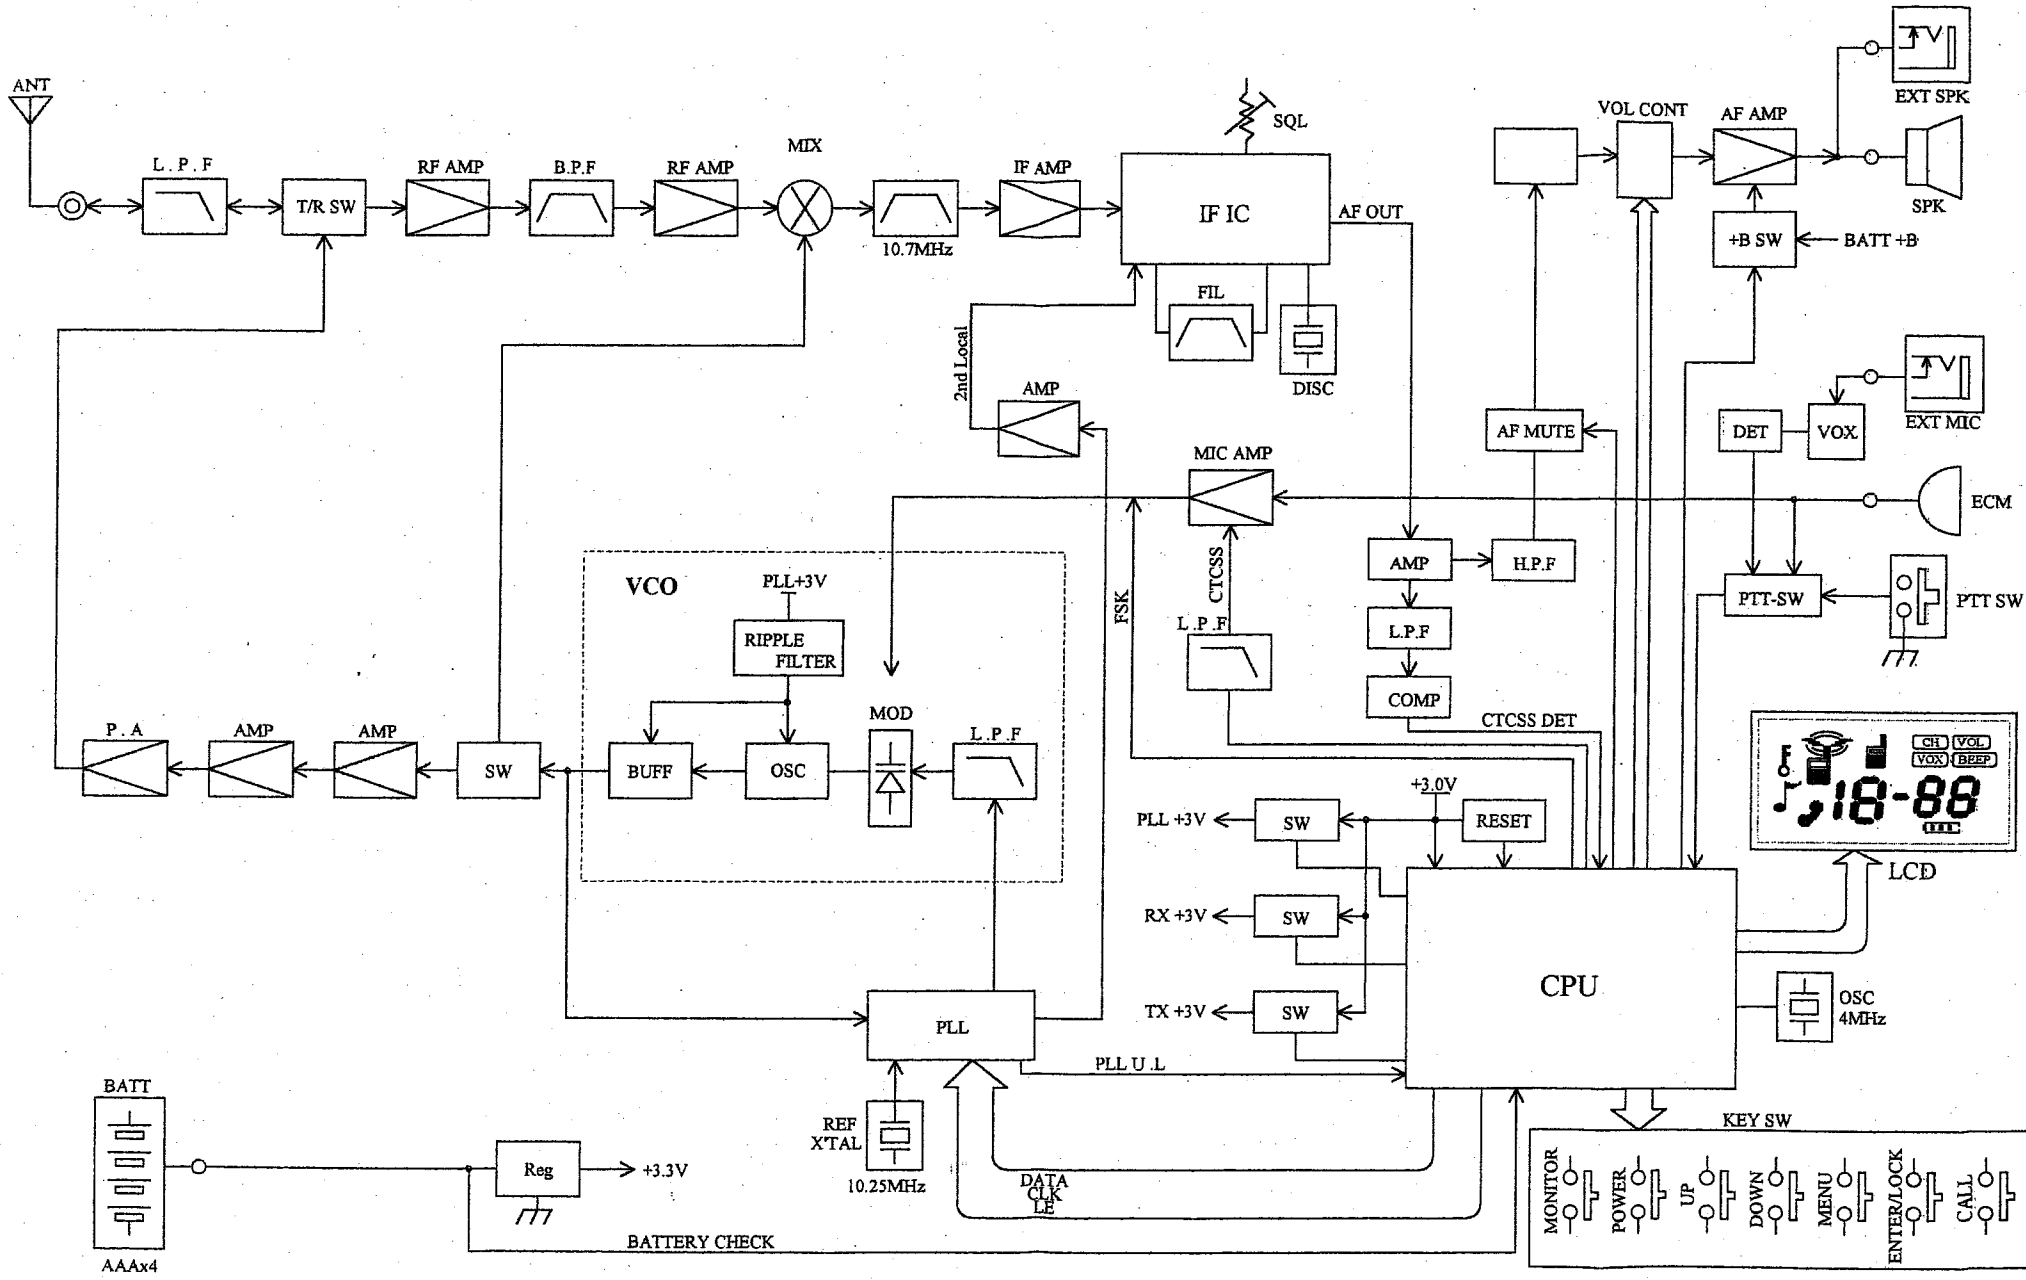 ANT
L . P . F
T/R SW
RF AMP
B.P.F
RF AMP
MIX
10.7MHz
IF AMP
SQL
IF IC
AF OUT
FIL
DISC
2nd Local
AMP
VOL CONT
AF AMP
EXT SPK
SPK
+B SW
BATT +B
AF MUTE
DET
VOX
EXT MIC
MIC AMP
ECM
CTCSS
FSK
L . P . F
AMP
H.P.F
L.P.F
COMP
CTCSS DET
PTT-SW
PTT SW
VCO
PLL+3V
RIPPLE
FILTER
MOD
L . P . F
BUFF
OSC
SW
AMP
AMP
P . A
+3.0V
PLL +3V
SW
RESET
RX +3V
SW
TX +3V
SW
CPU
CH
VOL
VOX
BEEP
18-88
LCD
OSC
4MHz
PLL
PLL U .L
REF
X'TAL
10.25MHz
DATA
CLK
LE
BATT
AAAx4
Reg
+3.3V
BATTERY CHECK
KEY SW
MONITOR
POWER
UP
DOWN
MENU
ENTER/LOCK
CALL